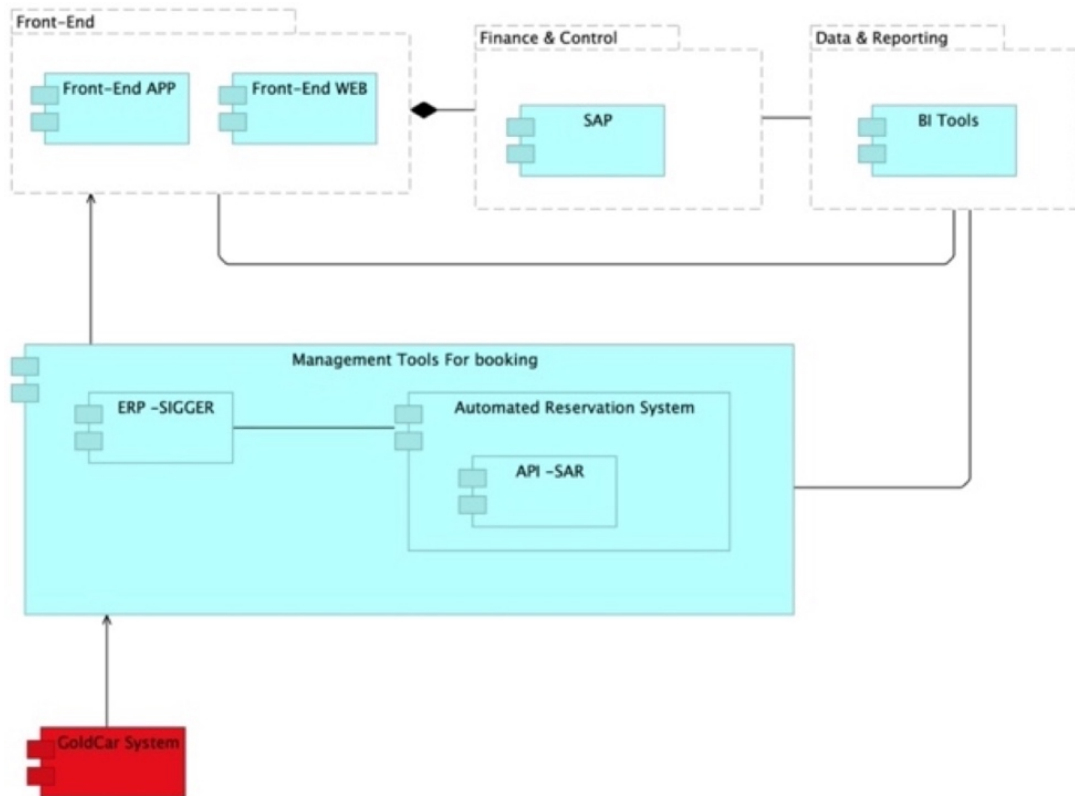 Front-End
Finance & Control
Data & Reporting
Front-End APP
Front-End WEB
SAP
BI Tools
Management Tools For booking
ERP -SIGGER
Automated Reservation System
API -SAR
GoldCar System